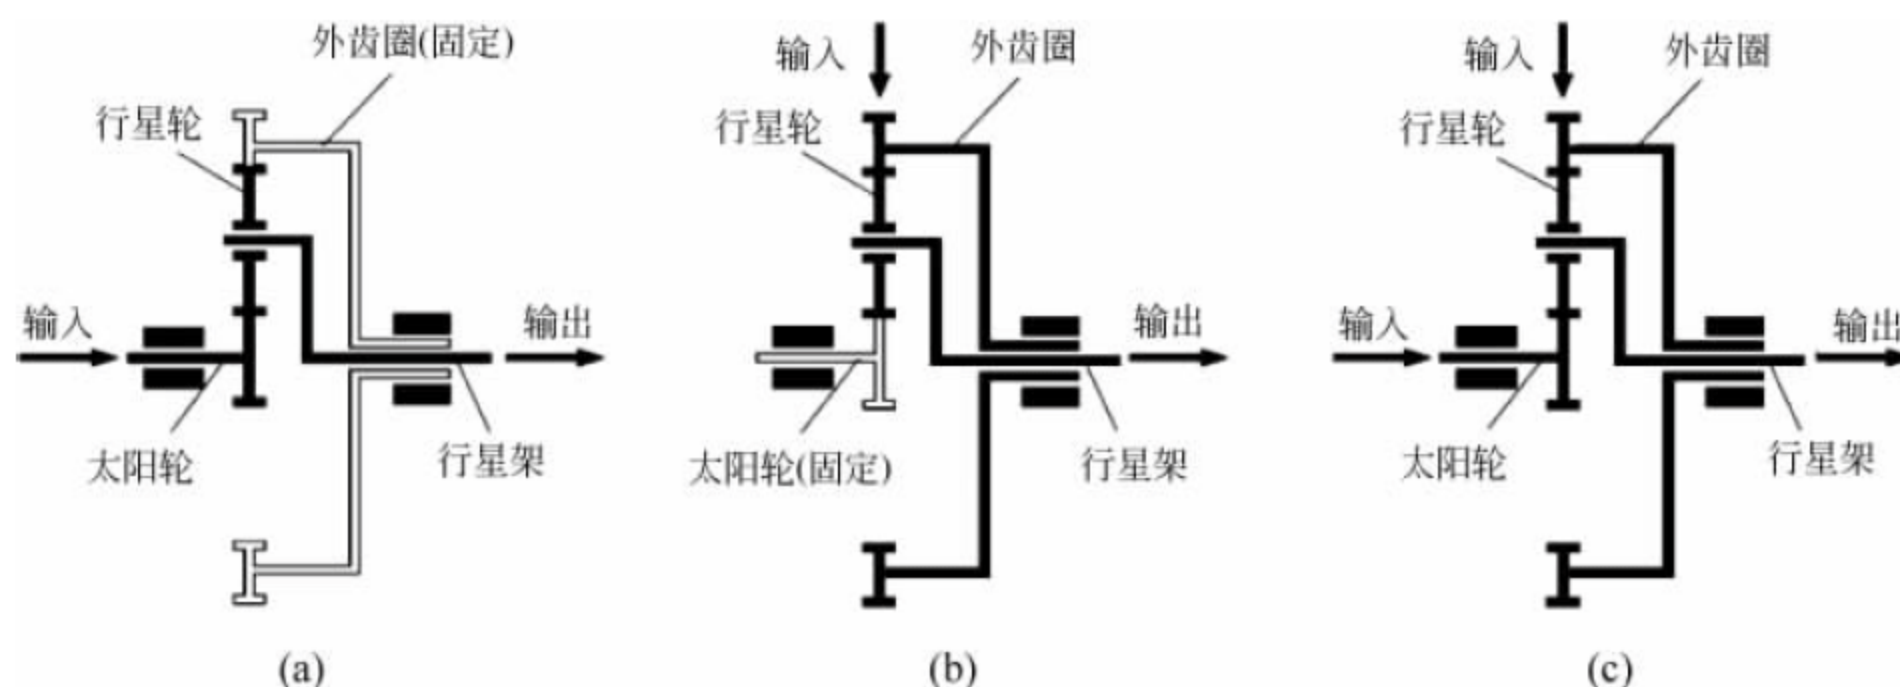 外齿圈(固定)
行星轮
输入
输出
太阳轮
行星架
(a)
输入
外齿圈
行星轮
输出
太阳轮(固定)
行星架
(b)
输入
外齿圈
行星轮
输入
输出
太阳轮
行星架
(c)